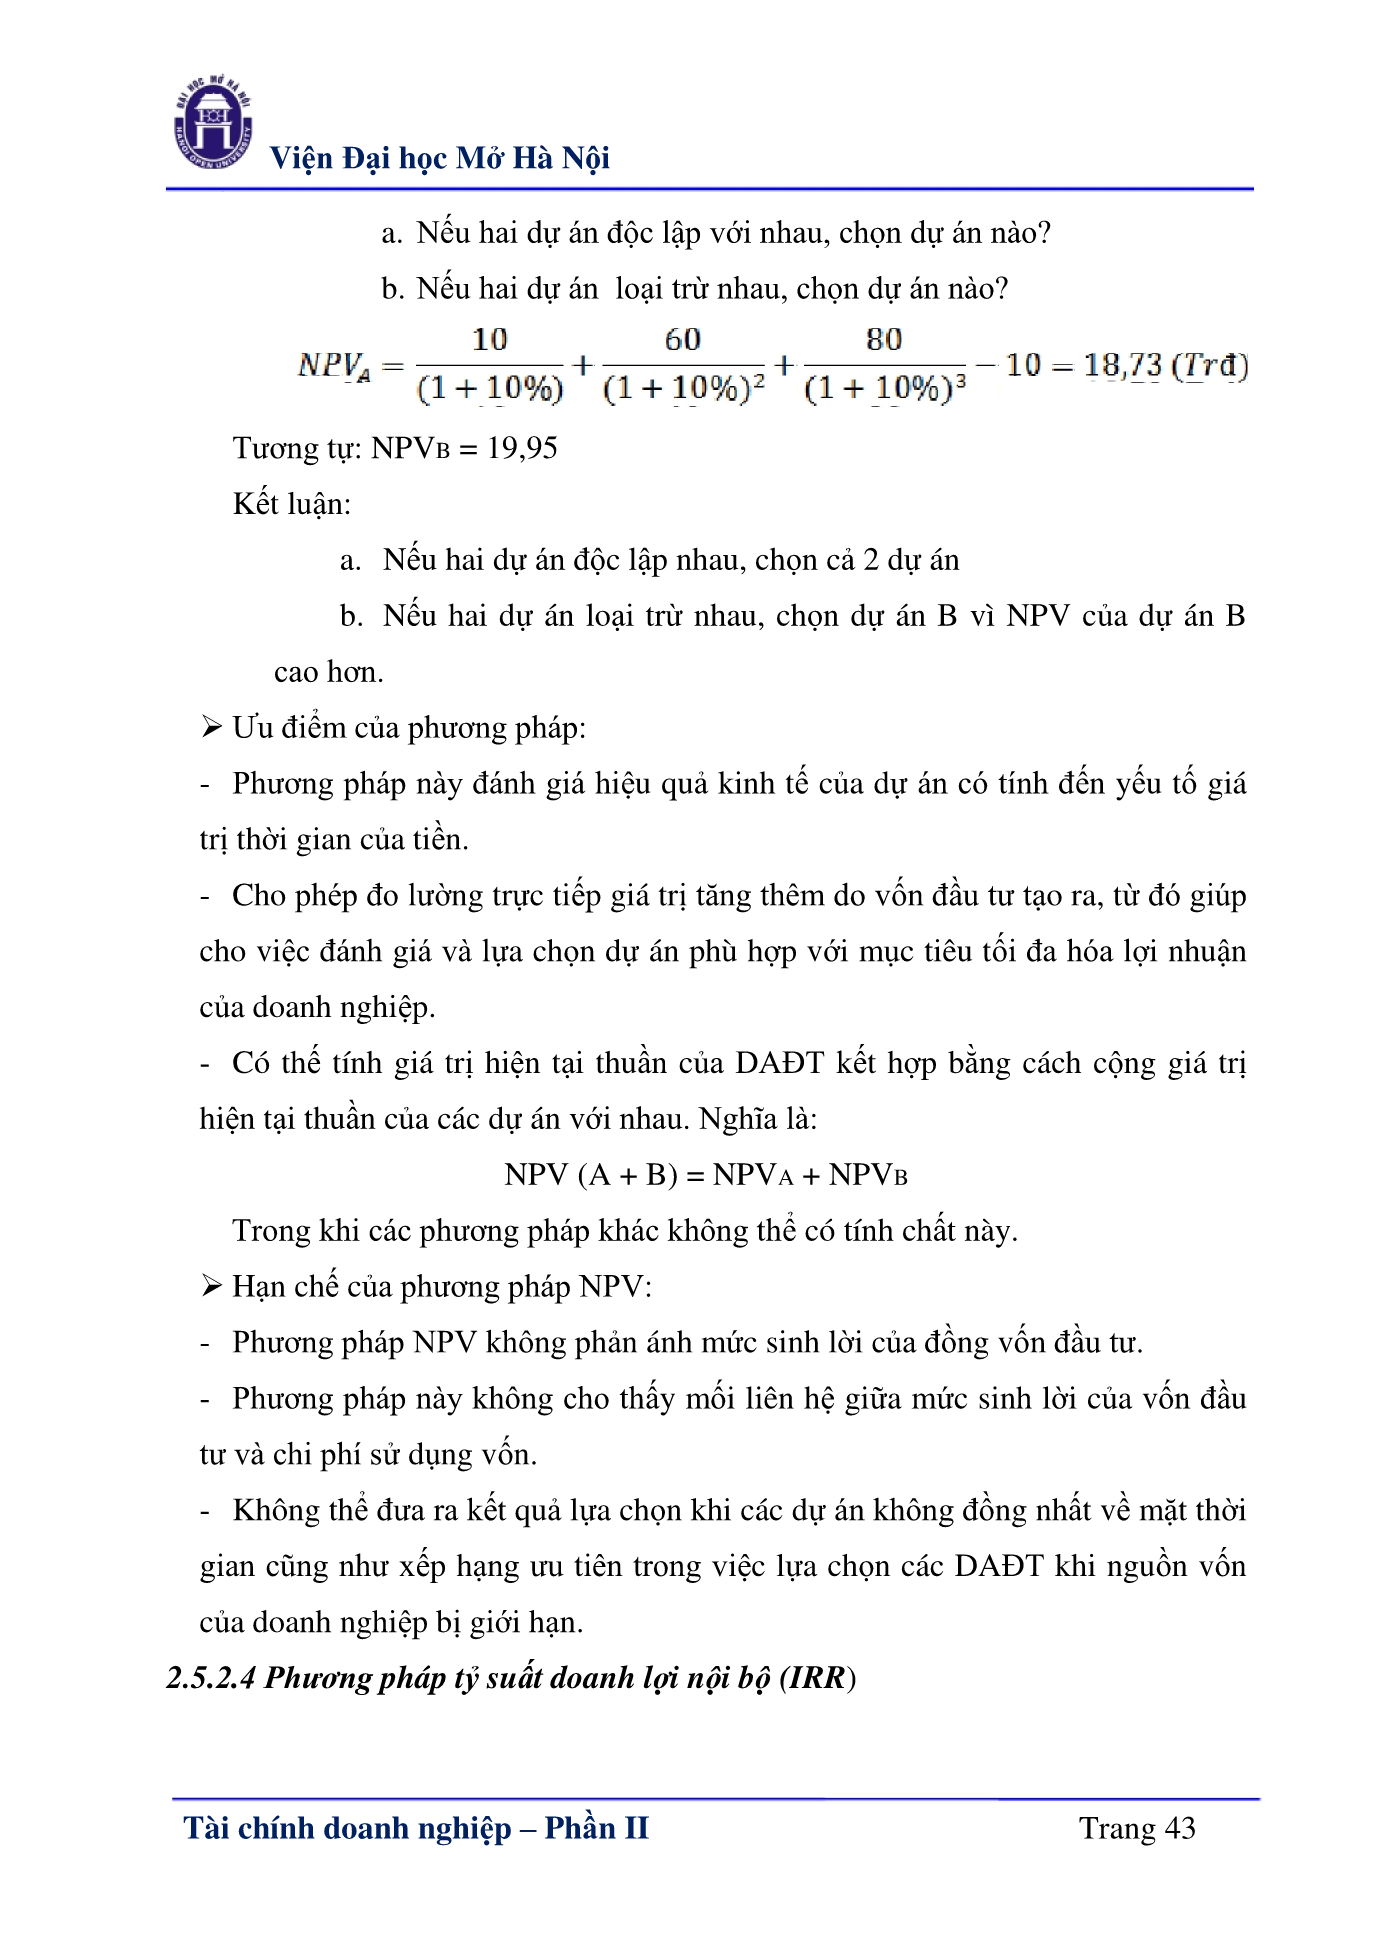 ĐẠI HỌC MỞ HÀ NỘI
HANOI OPEN UNIVERSITY
Viện Đại học Mở Hà Nội
a. Nếu hai dự án độc lập với nhau, chọn dự án nào?
b. Nếu hai dự án loại trừ nhau, chọn dự án nào?
NPV_A = 10/(1 + 10%) + 60/(1 + 10%)² + 80/(1 + 10%)³ − 10 = 18,73 (Trđ)
Tương tự: NPVB = 19,95
Kết luận:
a. Nếu hai dự án độc lập nhau, chọn cả 2 dự án
b. Nếu hai dự án loại trừ nhau, chọn dự án B vì NPV của dự án B
cao hơn.
➢ Ưu điểm của phương pháp:
- Phương pháp này đánh giá hiệu quả kinh tế của dự án có tính đến yếu tố giá
trị thời gian của tiền.
- Cho phép đo lường trực tiếp giá trị tăng thêm do vốn đầu tư tạo ra, từ đó giúp
cho việc đánh giá và lựa chọn dự án phù hợp với mục tiêu tối đa hóa lợi nhuận
của doanh nghiệp.
- Có thế tính giá trị hiện tại thuần của DAĐT kết hợp bằng cách cộng giá trị
hiện tại thuần của các dự án với nhau. Nghĩa là:
NPV (A + B) = NPVA + NPVB
Trong khi các phương pháp khác không thể có tính chất này.
➢ Hạn chế của phương pháp NPV:
- Phương pháp NPV không phản ánh mức sinh lời của đồng vốn đầu tư.
- Phương pháp này không cho thấy mối liên hệ giữa mức sinh lời của vốn đầu
tư và chi phí sử dụng vốn.
- Không thể đưa ra kết quả lựa chọn khi các dự án không đồng nhất về mặt thời
gian cũng như xếp hạng ưu tiên trong việc lựa chọn các DAĐT khi nguồn vốn
của doanh nghiệp bị giới hạn.
2.5.2.4 Phương pháp tỷ suất doanh lợi nội bộ (IRR)
Tài chính doanh nghiệp – Phần II
Trang 43